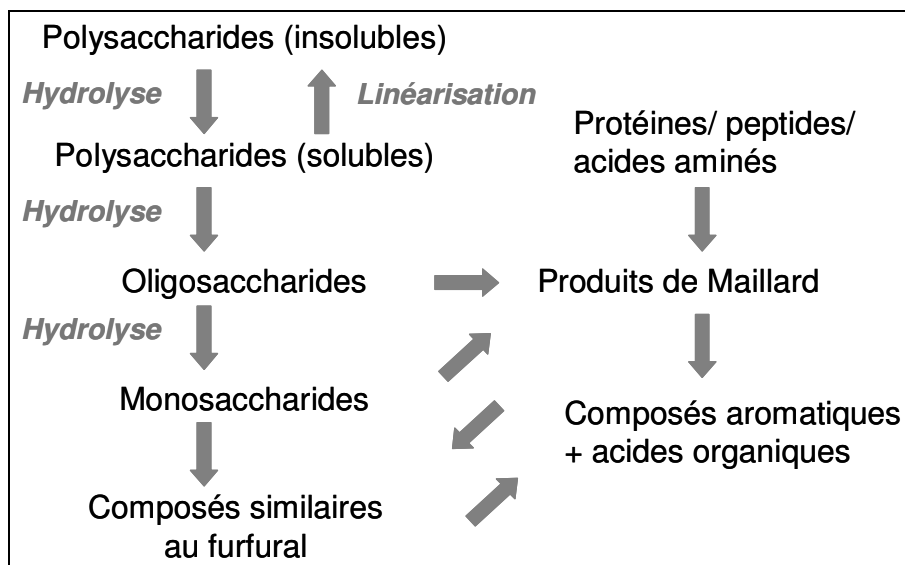 Polysaccharides (insolubles)
Hydrolyse
Linéarisation
Polysaccharides (solubles)
Protéines/ peptides/
acides aminés
Hydrolyse
Oligosaccharides
Produits de Maillard
Hydrolyse
Monosaccharides
Composés aromatiques
+ acides organiques
Composés similaires
au furfural